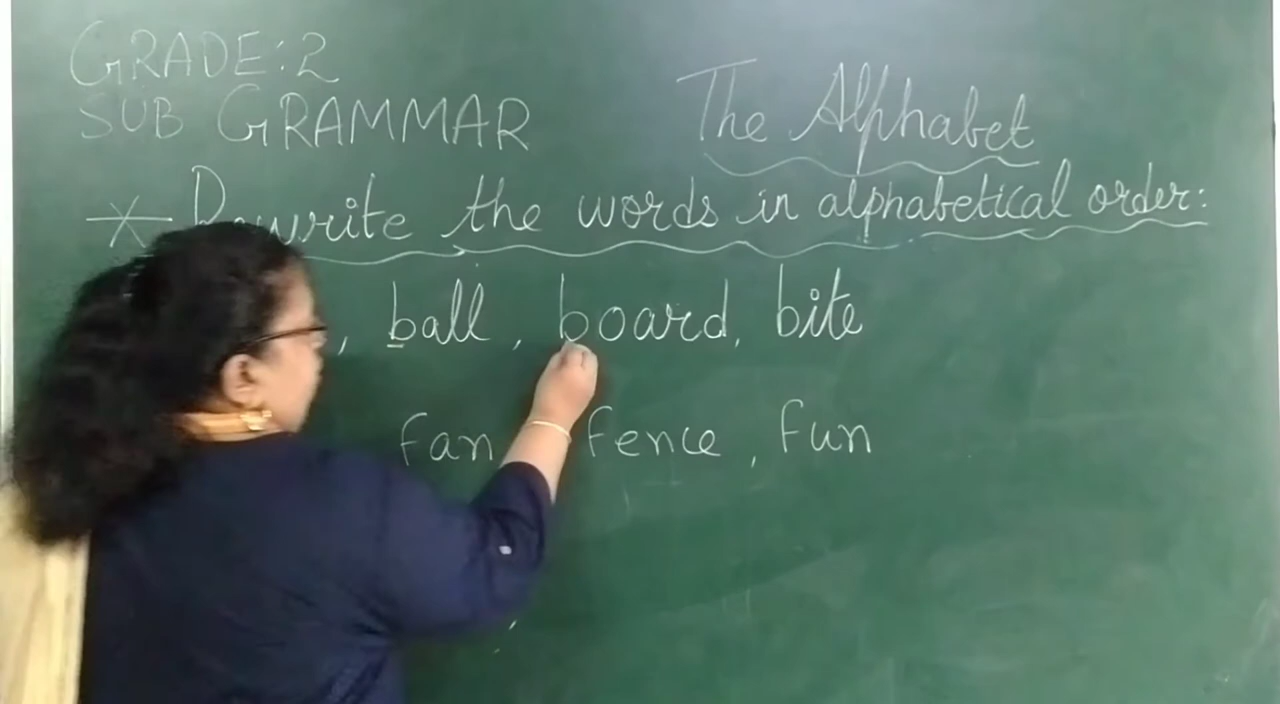 GRADE:2
SUB GRAMMAR
The Alphabet
* Rewrite the words in alphabetical order:
, ball, board, bite
fan fence, fun